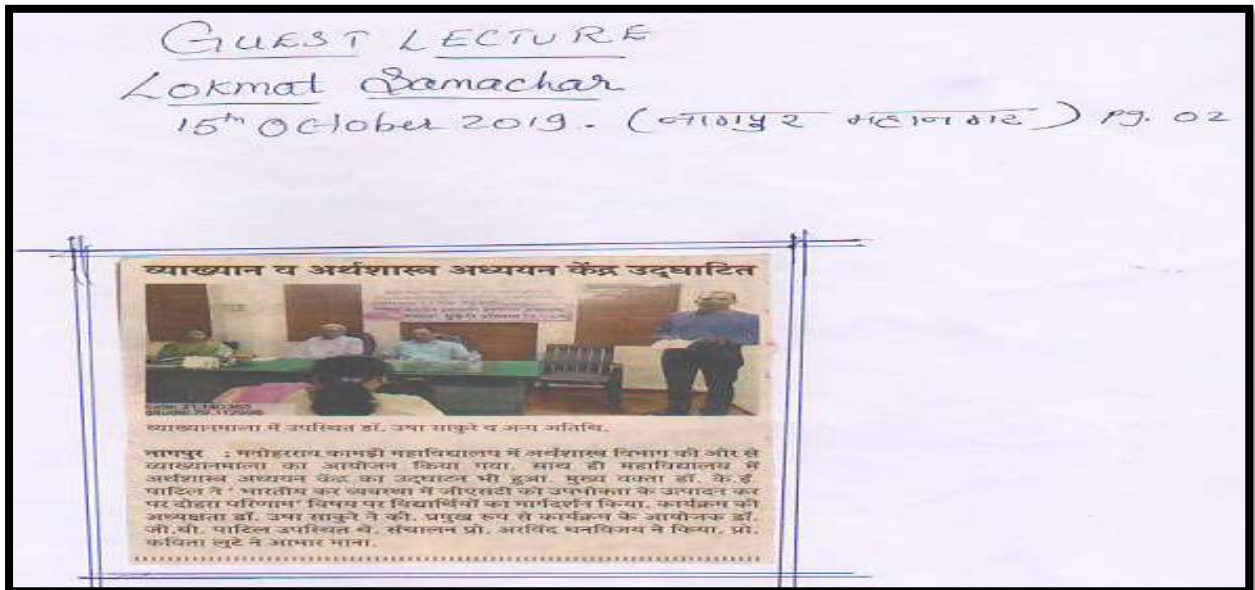 GUEST LECTURE
Lokmat Samachar
15th October 2019. (नागपुर महानगर) Pg. 02
व्याख्यान व अर्थशास्त्र अध्ययन केंद्र उद्घाटित
व्याख्यानमाला में उपस्थित डॉ. उषा साकुरे व अन्य अतिथि.
नागपुर : मनोहरराव कामड़ी महाविद्यालय में अर्थशास्त्र विभाग की ओर से
व्याख्यानमाला का आयोजन किया गया. साथ ही महाविद्यालय में
अर्थशास्त्र अध्ययन केंद्र का उद्घाटन भी हुआ. मुख्य वक्ता डॉ. के.ई.
पाटिल ने ' भारतीय कर व्यवस्था में जीएसटी की उपभोक्ता के उत्पादन कर
पर दोहरा परिणाम' विषय पर विद्यार्थियों का मार्गदर्शन किया. कार्यक्रम की
अध्यक्षता डॉ. उषा साकुरे ने की. प्रमुख रूप से कार्यक्रम के आयोजक डॉ.
जी.बी. पाटिल उपस्थित थे. संचालन प्रो. अरविंद धनविजय ने किया. प्रो.
कविता लुटे ने आभार माना.